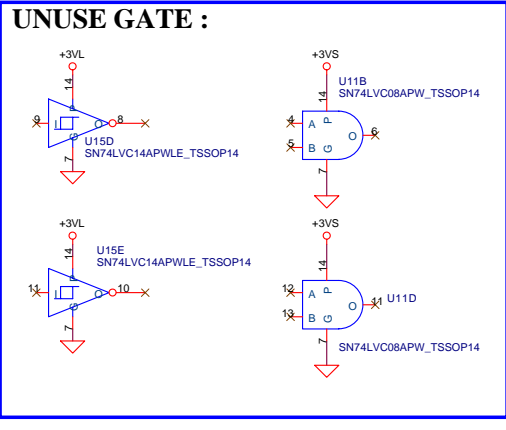 UNUSE GATE :
+3VL
14
P
9
I
O
8
G
U15D
SN74LVC14APWLE_TSSOP14
7
+3VS
U11B
SN74LVC08APW_TSSOP14
14
4
A
P
O
6
5
B
G
7
+3VL
U15E
SN74LVC14APWLE_TSSOP14
14
P
11
I
O
10
G
7
+3VS
14
12
A
P
O
11
U11D
13
B
G
7
SN74LVC08APW_TSSOP14